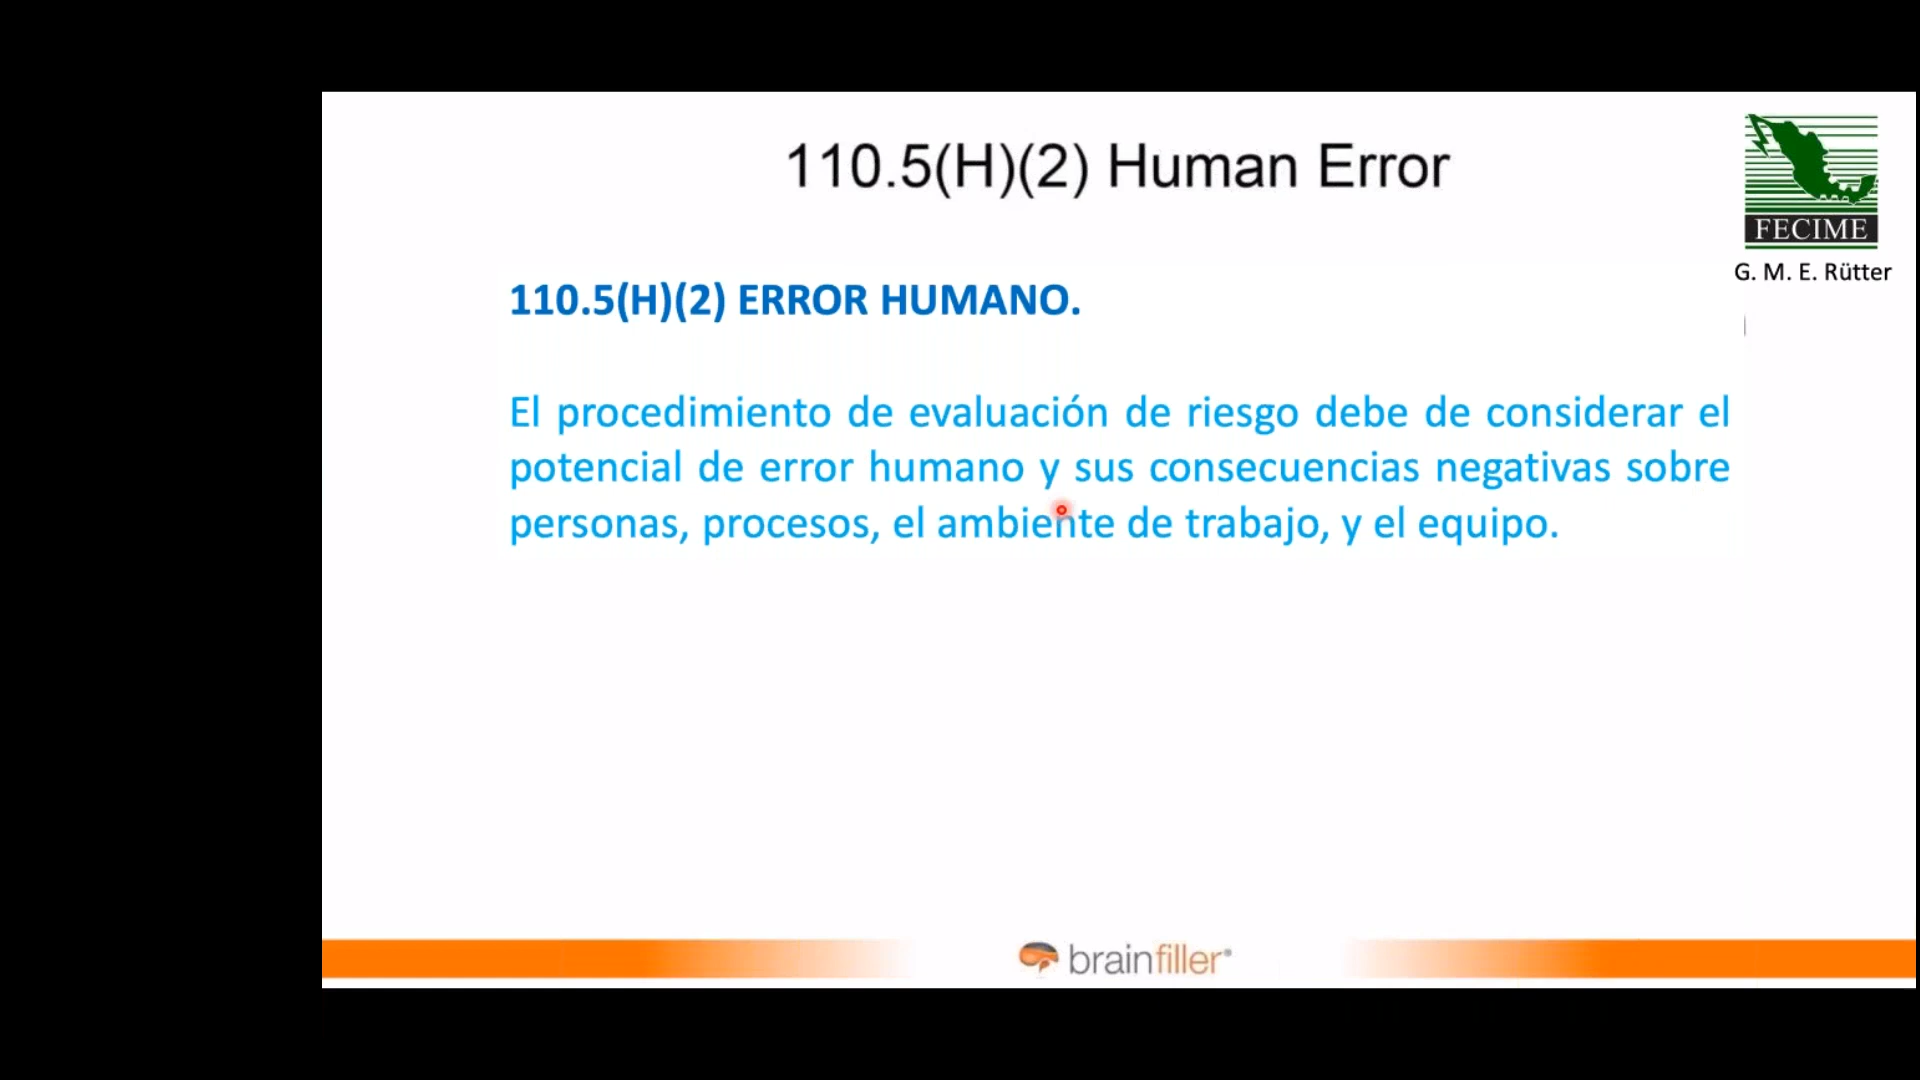 110.5(H)(2) Human Error
FECIME
G. M. E. Rütter
110.5(H)(2) ERROR HUMANO.
El procedimiento de evaluación de riesgo debe de considerar el
potencial de error humano y sus consecuencias negativas sobre
personas, procesos, el ambiente de trabajo, y el equipo.
brainfiller®